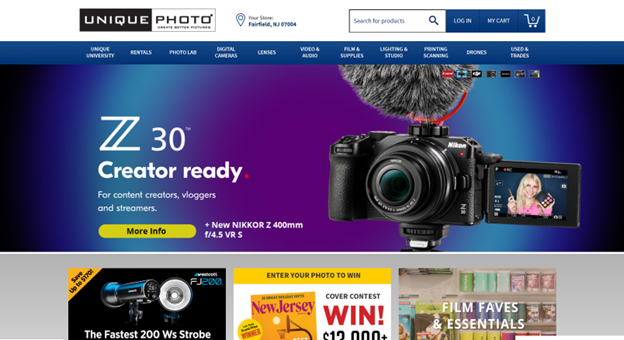 UNIQUE PHOTO
CREATE BETTER PICTURES
Your Store:
Fairfield, NJ 07004
Search for products
LOG IN
MY CART
0
UNIQUE UNIVERSITY
RENTALS
PHOTO LAB
DIGITAL CAMERAS
LENSES
VIDEO & AUDIO
FILM & SUPPLIES
LIGHTING & STUDIO
PRINTING SCANNING
DRONES
USED & TRADES
Z 30™
Creator ready.
For content creators, vloggers
and streamers.
More Info
+ New NIKKOR Z 400mm
f/4.5 VR S
Nikon
Z 30
Save
Up to $170!
westcott
FJ200
The Fastest 200 Ws Strobe
ENTER YOUR PHOTO TO WIN
New Jersey
COVER CONTEST
WIN!
$12,000+
FILM FAVES
& ESSENTIALS